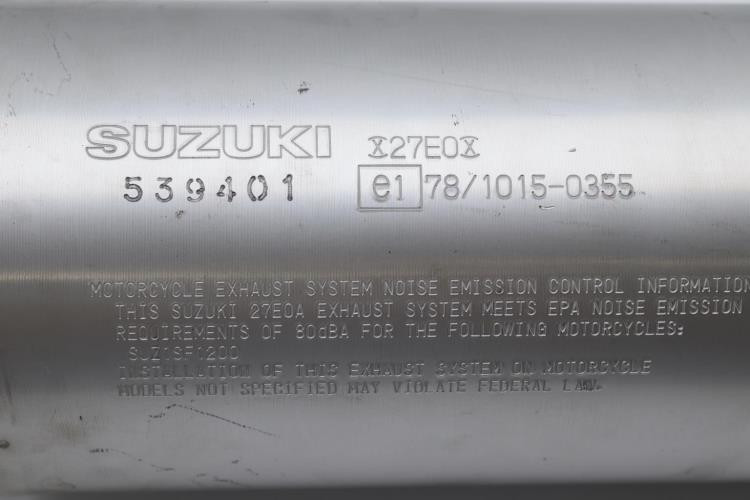 SUZUKI
X27E0X
539401
e1 78/1015-0355
MOTORCYCLE EXHAUST SYSTEM NOISE EMISSION CONTROL INFORMATION
THIS SUZUKI 27E0A EXHAUST SYSTEM MEETS EPA NOISE EMISSION
REQUIREMENTS OF 80dBA FOR THE FOLLOWING MOTORCYCLES:
SUZ1SF1200
INSTALLATION OF THIS EXHAUST SYSTEM ON MOTORCYCLE
MODELS NOT SPECIFIED MAY VIOLATE FEDERAL LAW.